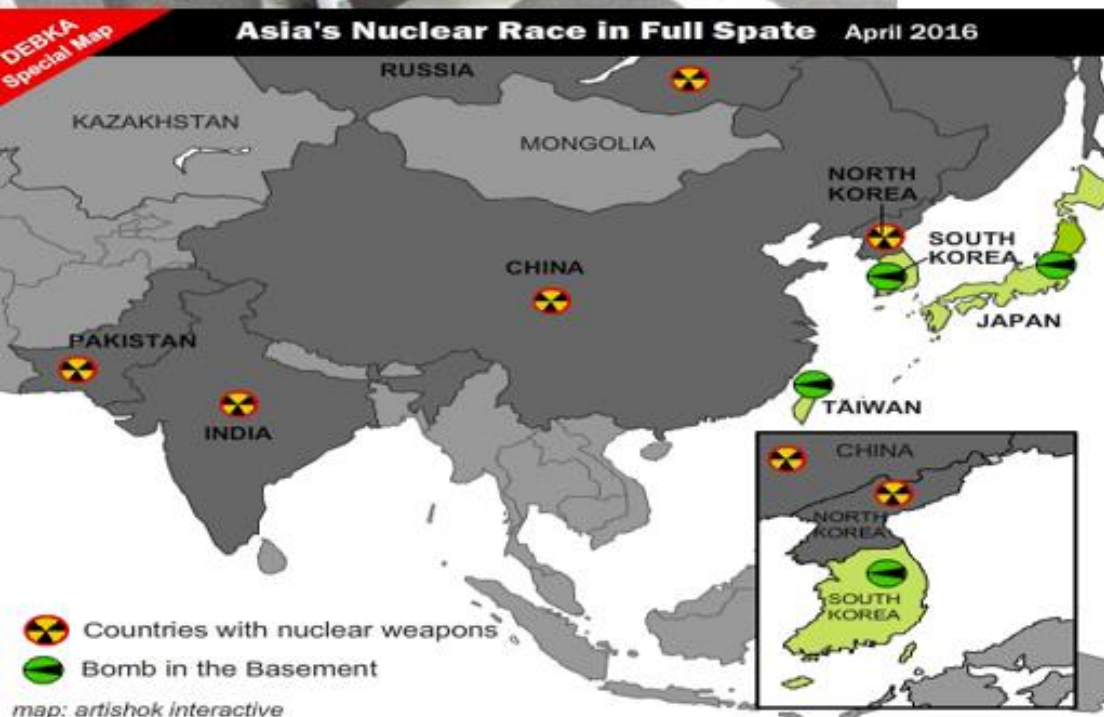 DEBKA
Special Map
Asia's Nuclear Race in Full Spate April 2016
RUSSIA
KAZAKHSTAN
MONGOLIA
NORTH
KOREA
SOUTH
KOREA
CHINA
JAPAN
PAKISTAN
TAIWAN
INDIA
CHINA
NORTH
KOREA
SOUTH
KOREA
Countries with nuclear weapons
Bomb in the Basement
map: artishok interactive